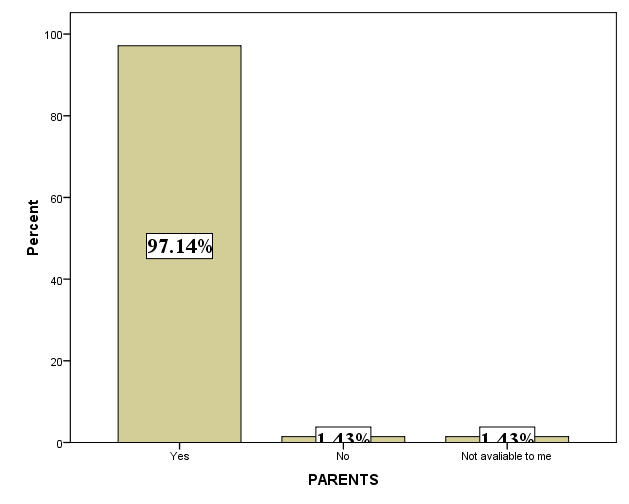 Percent
100
80
60
40
20
0
97.14%
1.43%
1.43%
Yes
No
Not avaliable to me
PARENTS